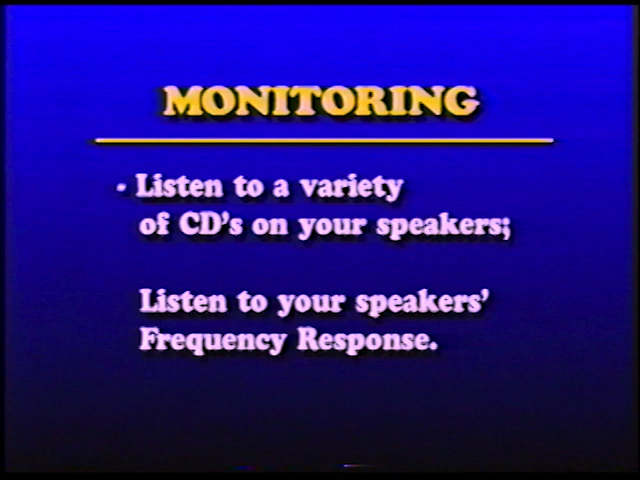 MONITORING
• Listen to a variety
of CD's on your speakers;
Listen to your speakers'
Frequency Response.